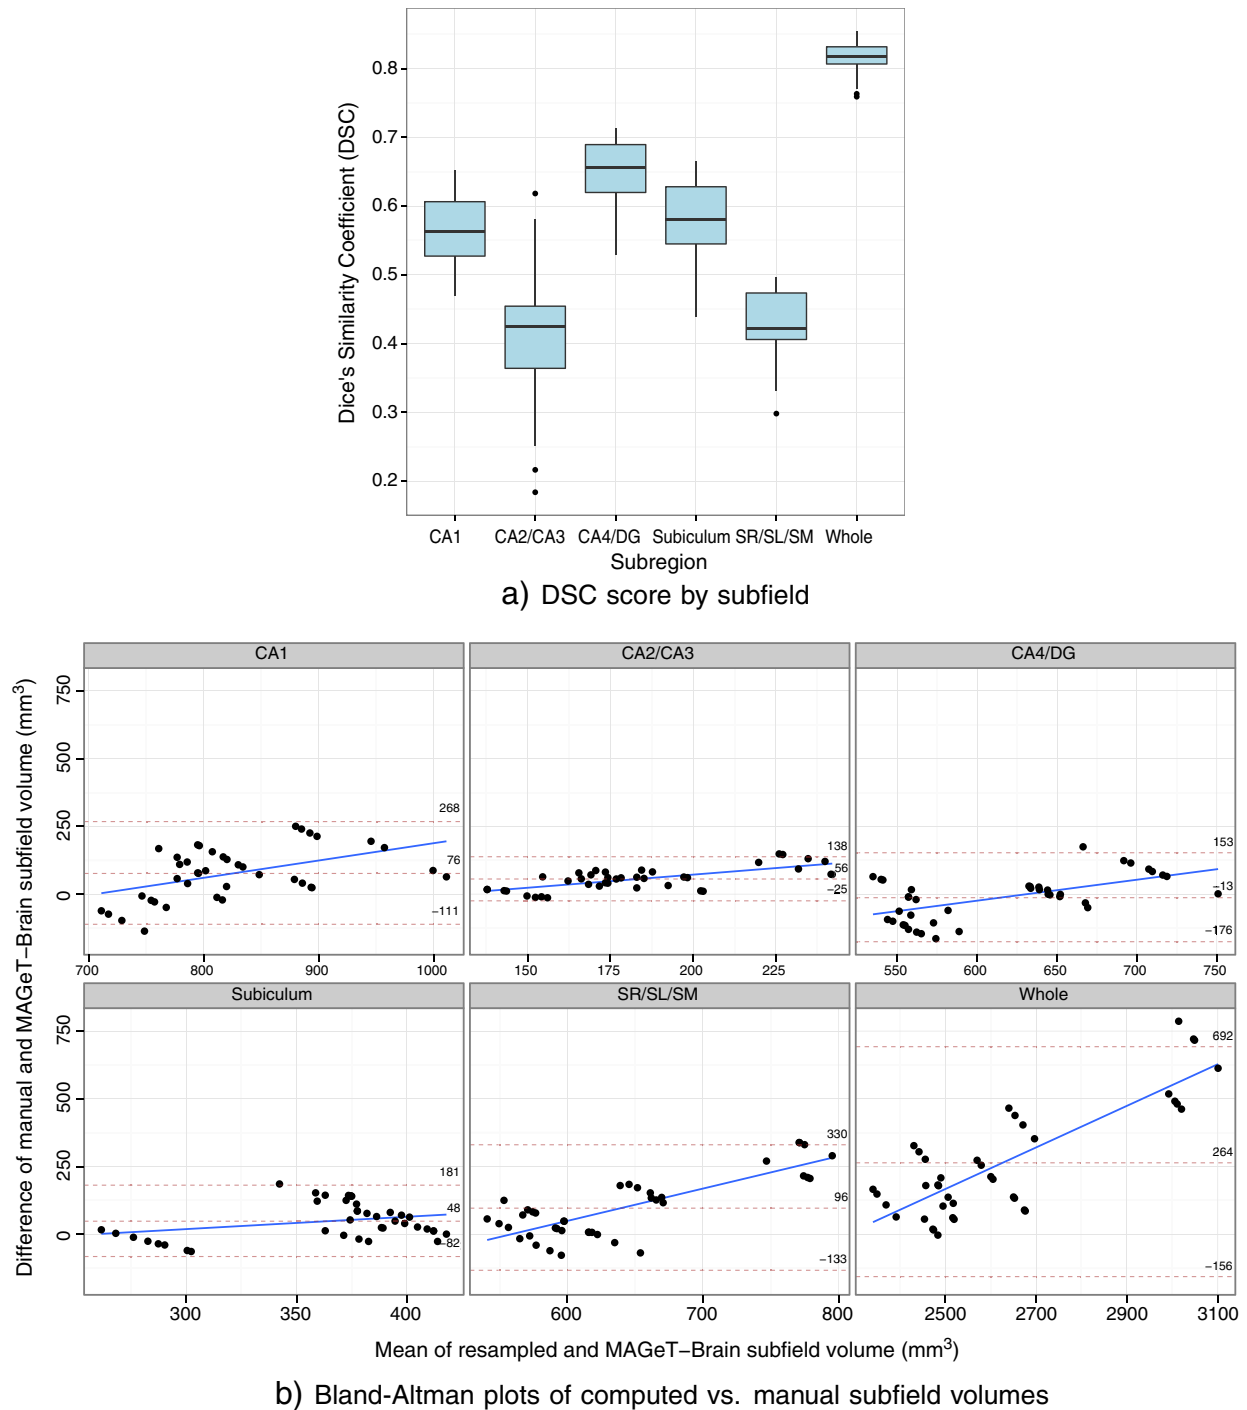 Dice's Similarity Coefficient (DSC)
0.8
0.7
0.6
0.5
0.4
0.3
0.2
CA1 CA2/CA3 CA4/DG Subiculum SR/SL/SM Whole
Subregion
a) DSC score by subfield
Difference of manual and MAGeT−Brain subfield volume (mm³)
CA1
750
500
250
0
268
76
−111
700 800 900 1000
CA2/CA3
138
56
−25
150 175 200 225
CA4/DG
153
−13
−176
550 600 650 700 750
Subiculum
750
500
250
0
181
48
−82
300 350 400
SR/SL/SM
330
96
−133
600 700 800
Whole
692
264
−156
2500 2700 2900 3100
Mean of resampled and MAGeT−Brain subfield volume (mm³)
b) Bland-Altman plots of computed vs. manual subfield volumes